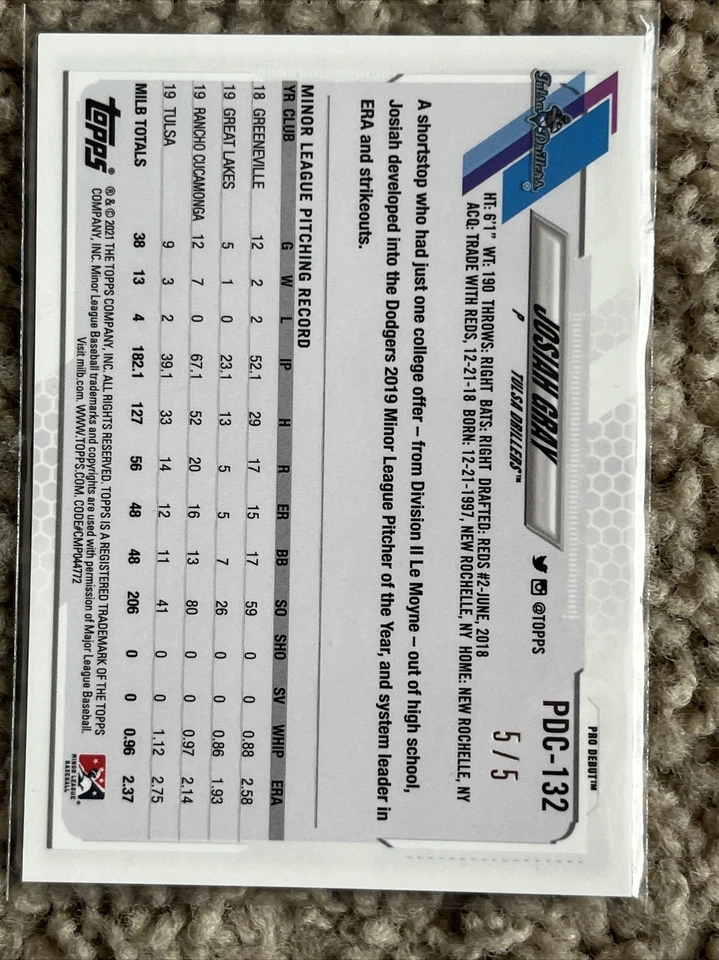 PRO DEBUT™
PDC-132
5/5
@TOPPS
JOSIAH GRAY
TULSA DRILLERS™
P
Tulsa Drillers®
HT: 6'1" WT: 190 THROWS: RIGHT BATS: RIGHT DRAFTED: REDS #2-JUNE, 2018
ACQ: TRADE WITH REDS, 12-21-18 BORN: 12-21-1997, NEW ROCHELLE, NY HOME: NEW ROCHELLE, NY
A shortstop who had just one college offer – from Division II Le Moyne – out of high school,
Josiah developed into the Dodgers 2019 Minor League Pitcher of the Year, and system leader in
ERA and strikeouts.
MINOR LEAGUE PITCHING RECORD
YR CLUB G W L IP H R ER BB SO SHO SV WHIP ERA
18 GREENEVILLE 12 2 2 52.1 29 17 15 17 59 0 0 0.88 2.58
19 GREAT LAKES 5 1 0 23.1 13 5 5 7 26 0 0 0.86 1.93
19 RANCHO CUCAMONGA 12 7 0 67.1 52 20 16 13 80 0 0 0.97 2.14
19 TULSA 9 3 2 39.1 33 14 12 11 41 0 0 1.12 2.75
MILB TOTALS 38 13 4 182.1 127 56 48 48 206 0 0 0.96 2.37
topps
® & © 2021 THE TOPPS COMPANY, INC. ALL RIGHTS RESERVED. TOPPS IS A REGISTERED TRADEMARK OF THE TOPPS
COMPANY, INC. Minor League Baseball trademarks and copyrights are used with permission of Major League Baseball.
Visit milb.com. WWW.TOPPS.COM. CODE#CMP044772
MINOR LEAGUE
BASEBALL®